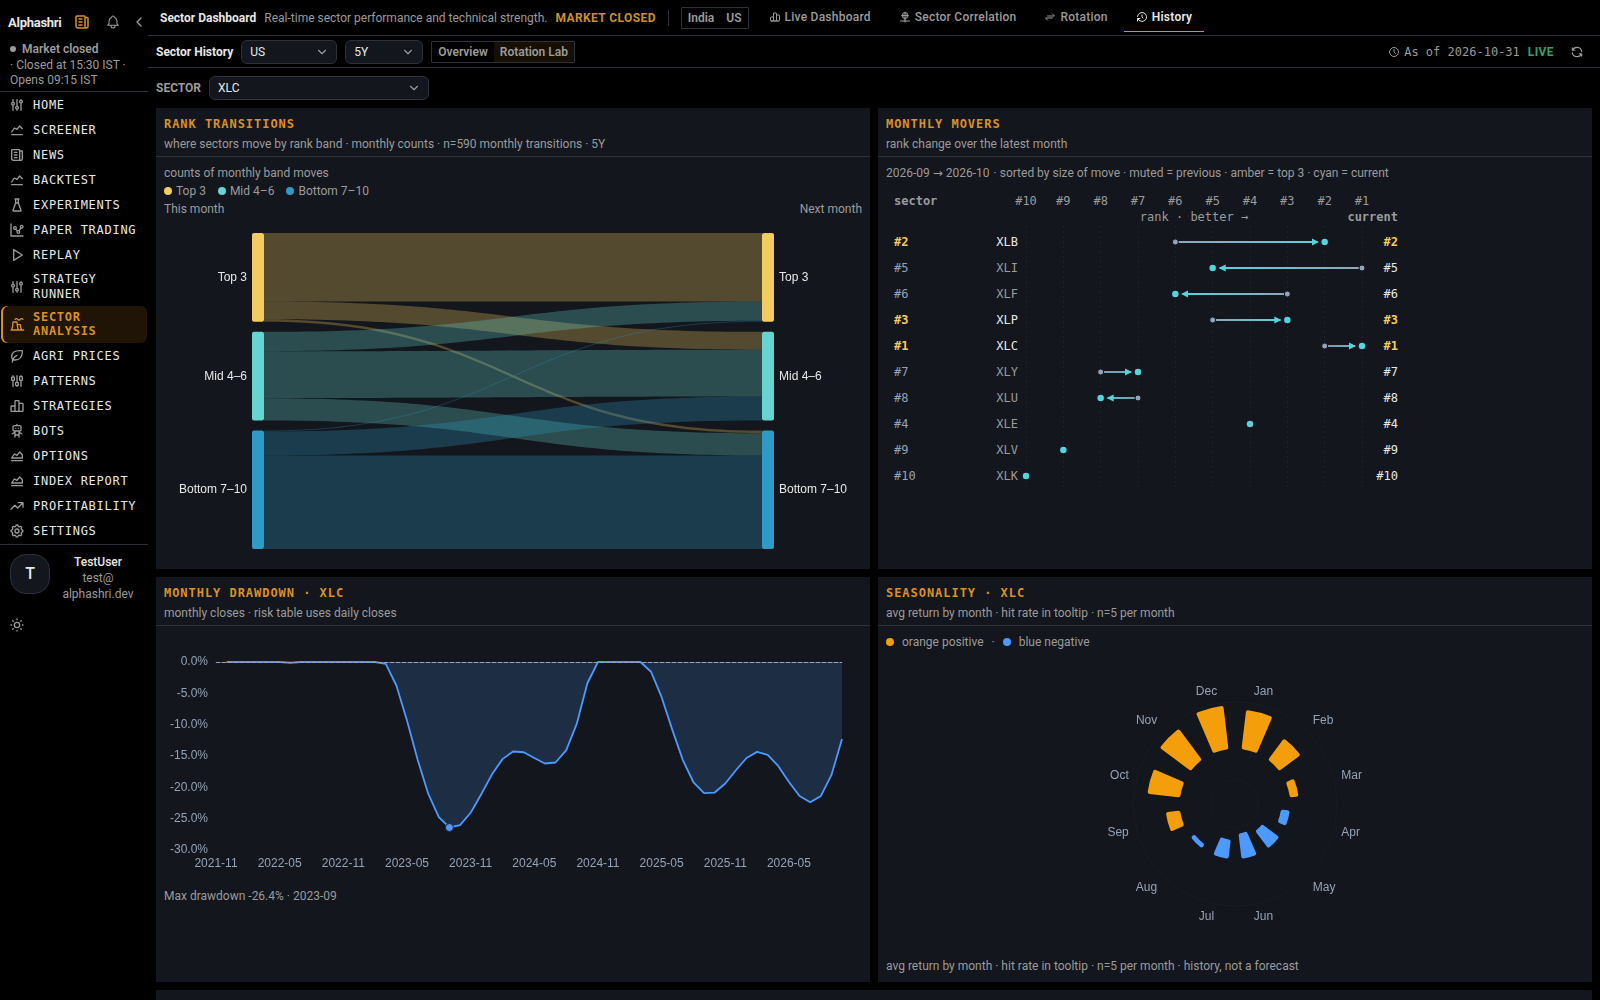 Alphashri
Market closed
· Closed at 15:30 IST ·
Opens 09:15 IST
HOME
SCREENER
NEWS
BACKTEST
EXPERIMENTS
PAPER TRADING
REPLAY
STRATEGY
RUNNER
SECTOR
ANALYSIS
AGRI PRICES
PATTERNS
STRATEGIES
BOTS
OPTIONS
INDEX REPORT
PROFITABILITY
SETTINGS
T
TestUser
test@
alphashri.dev
Sector Dashboard Real-time sector performance and technical strength. MARKET CLOSED India US Live Dashboard Sector Correlation Rotation History
Sector History US 5Y Overview Rotation Lab As of 2026-10-31 LIVE
SECTOR XLC
RANK TRANSITIONS
where sectors move by rank band · monthly counts · n=590 monthly transitions · 5Y
counts of monthly band moves
Top 3 Mid 4–6 Bottom 7–10
This month Next month
Top 3 Top 3
Mid 4–6 Mid 4–6
Bottom 7–10 Bottom 7–10
MONTHLY MOVERS
rank change over the latest month
2026-09 → 2026-10 · sorted by size of move · muted = previous · amber = top 3 · cyan = current
sector #10 #9 #8 #7 #6 #5 #4 #3 #2 #1
rank · better → current
#2 XLB #2
#5 XLI #5
#6 XLF #6
#3 XLP #3
#1 XLC #1
#7 XLY #7
#8 XLU #8
#4 XLE #4
#9 XLV #9
#10 XLK #10
MONTHLY DRAWDOWN · XLC
monthly closes · risk table uses daily closes
0.0%
-5.0%
-10.0%
-15.0%
-20.0%
-25.0%
-30.0%
2021-11 2022-05 2022-11 2023-05 2023-11 2024-05 2024-11 2025-05 2025-11 2026-05
Max drawdown -26.4% · 2023-09
SEASONALITY · XLC
avg return by month · hit rate in tooltip · n=5 per month
orange positive · blue negative
Dec Jan
Nov Feb
Oct Mar
Sep Apr
Aug May
Jul Jun
avg return by month · hit rate in tooltip · n=5 per month · history, not a forecast